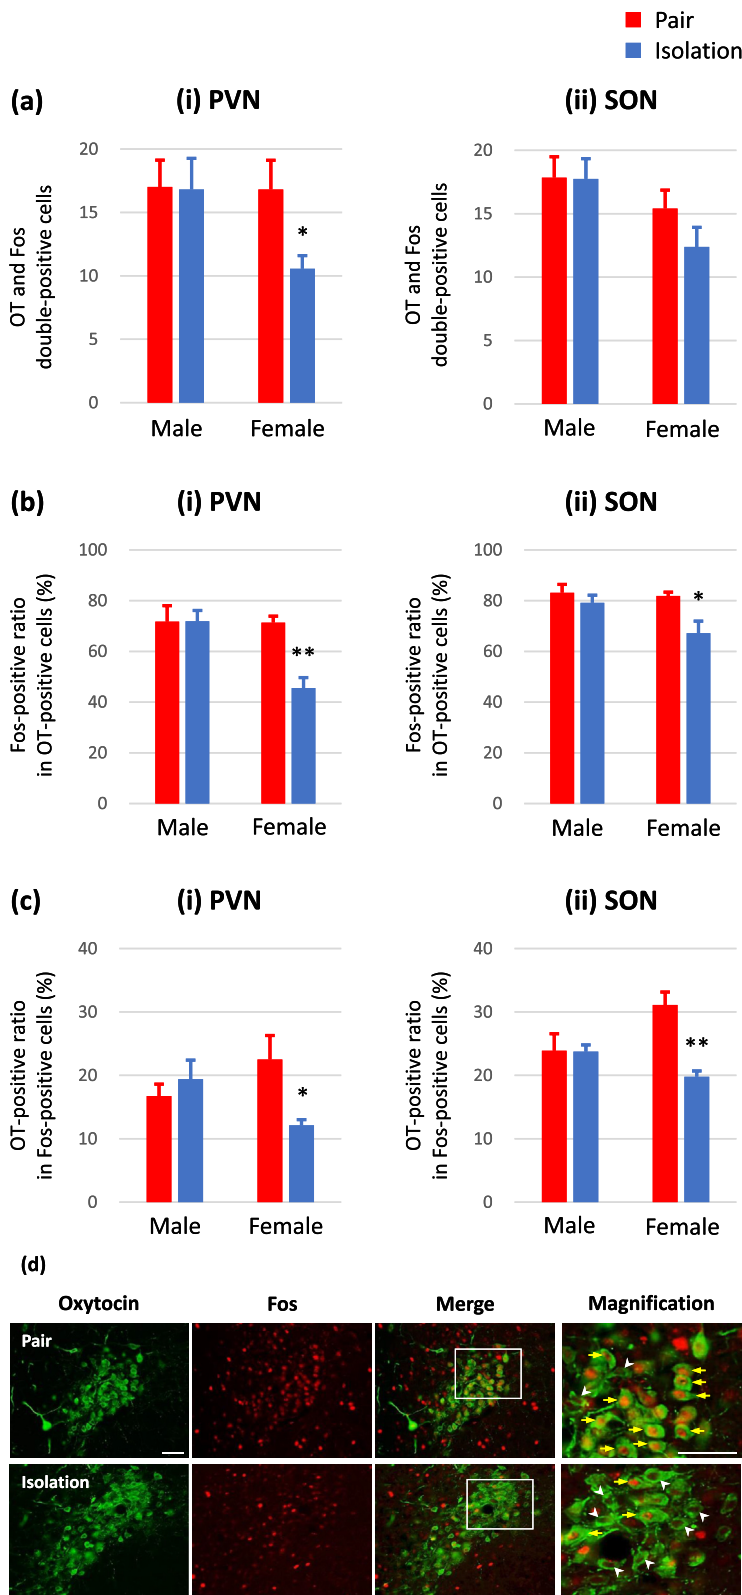 Pair
Isolation
(a)
(i) PVN
(ii) SON
OT and Fos
double-positive cells
20
15
10
5
0
*
Male
Female
OT and Fos
double-positive cells
20
15
10
5
0
Male
Female
(b)
(i) PVN
(ii) SON
Fos-positive ratio
in OT-positive cells (%)
100
80
60
40
20
0
**
Male
Female
Fos-positive ratio
in OT-positive cells (%)
100
80
60
40
20
0
*
Male
Female
(c)
(i) PVN
(ii) SON
OT-positive ratio
in Fos-positive cells (%)
40
30
20
10
0
*
Male
Female
OT-positive ratio
in Fos-positive cells (%)
40
30
20
10
0
**
Male
Female
(d)
Oxytocin
Fos
Merge
Magnification
Pair
Isolation